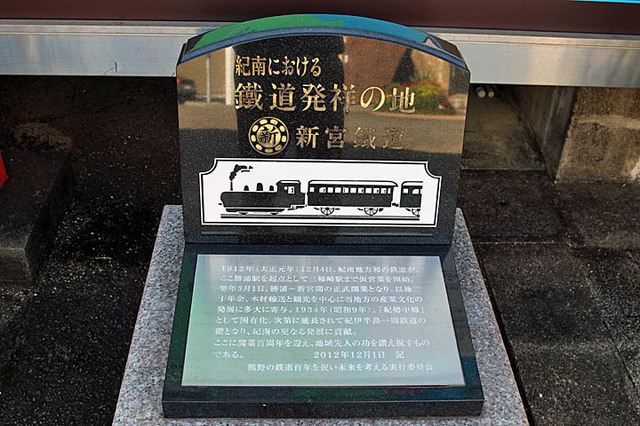 紀南における
鐵道発祥の地
新 新宮鐵道
1912年(大正元年)12月4日、紀南地方初の鉄道が、
ここ勝浦駅を起点として三輪崎駅まで仮営業を開始。
翌年3月1日、勝浦～新宮間の正式開業となり、以後二
十年余、木材輸送と観光を中心に当地方の産業文化の
発展に多大に寄与。1934年(昭和9年)、「紀勢中線」
として国有化、次第に延長されて紀伊半島一周鉄道の
礎となり、紀南の更なる発展に貢献。
ここに開業百周年を迎え、地域先人の功を讃え祝すもの
である。 2012年12月1日 記
熊野の鉄道百年を祝い未来を考える実行委員会